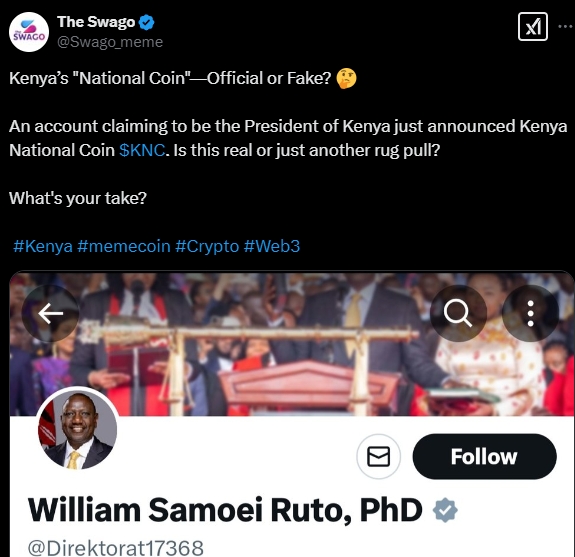 The Swago
@Swago_meme
SWAGO
Kenya's "National Coin"—Official or Fake? 🤔
An account claiming to be the President of Kenya just announced Kenya
National Coin $KNC. Is this real or just another rug pull?
What's your take?
#Kenya #memecoin #Crypto #Web3
Follow
William Samoei Ruto, PhD
@Direktorat17368